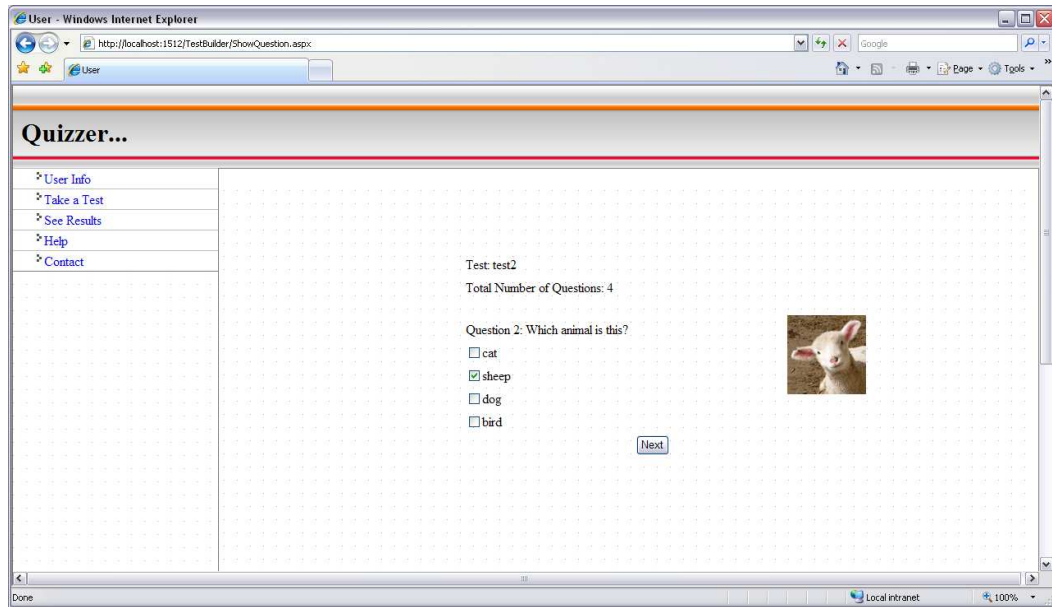 User - Windows Internet Explorer
http://localhost:1512/TestBuilder/ShowQuestion.aspx
Google
User
Page
Tools
»
Quizzer...
User Info
Take a Test
See Results
Help
Contact
Test: test2
Total Number of Questions: 4
Question 2: Which animal is this?
cat
sheep
dog
bird
Next
Done
Local intranet
100%